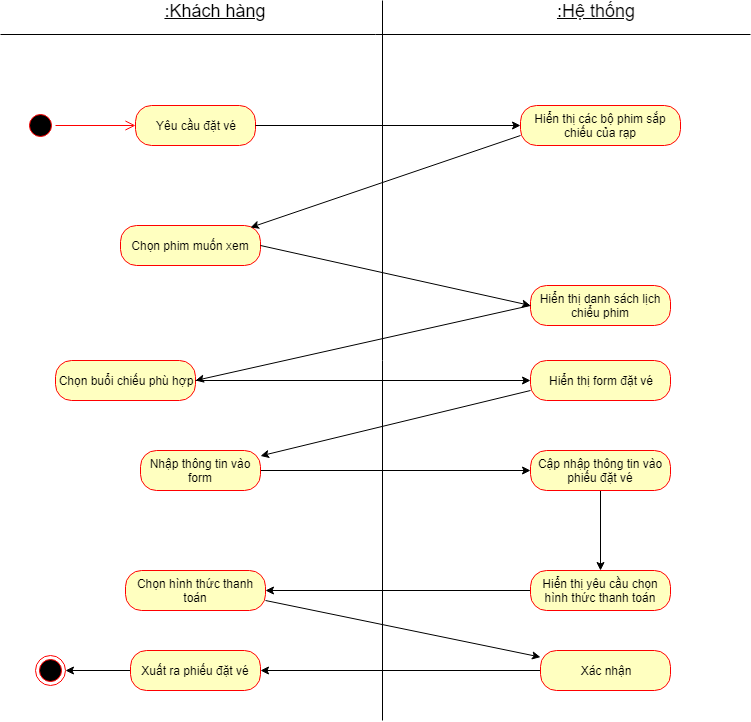 :Khách hàng
:Hệ thống
Yêu cầu đặt vé
Hiển thị các bộ phim sắp
chiếu của rạp
Chọn phim muốn xem
Hiển thị danh sách lịch
chiếu phim
Chọn buổi chiếu phù hợp
Hiển thị form đặt vé
Nhập thông tin vào
form
Cập nhập thông tin vào
phiếu đặt vé
Chọn hình thức thanh
toán
Hiển thị yêu cầu chọn
hình thức thanh toán
Xuất ra phiếu đặt vé
Xác nhận